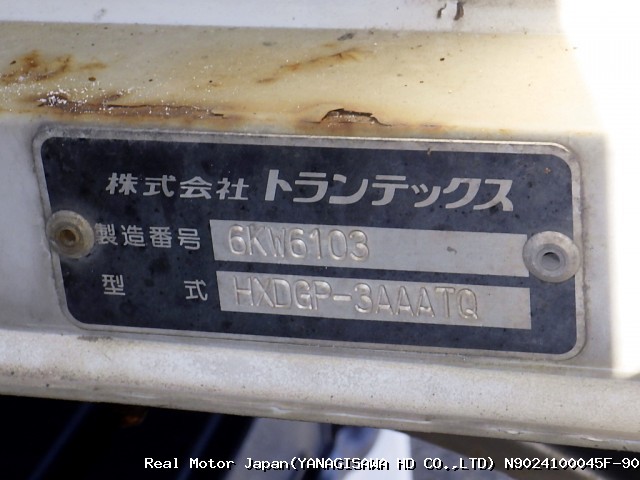 株式会社 トランテックス
製造番号 6KW6103
型式 HXDGP-3AAATQ
Real Motor Japan(YANAGISAWA HD CO.,LTD) N9024100045F-90